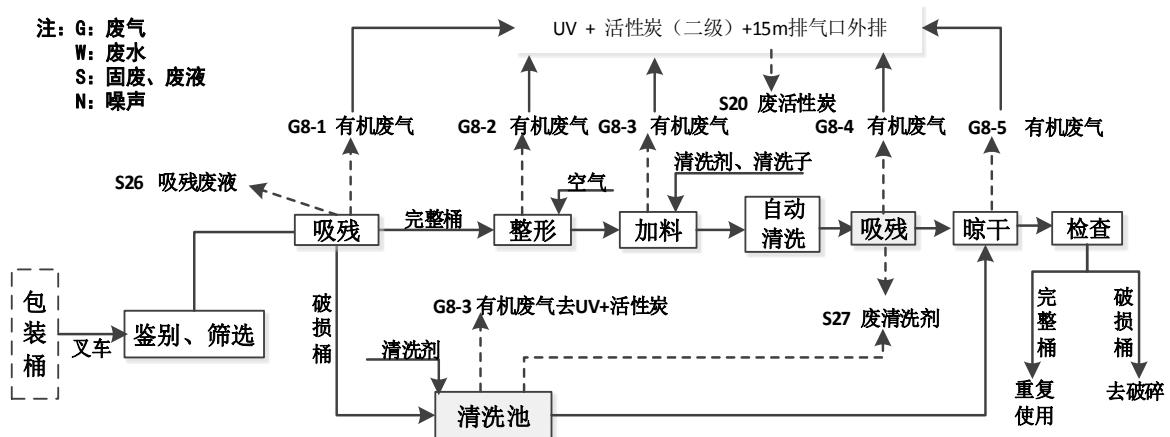 注：G：废气
W：废水
S：固废、废液
N：噪声
UV + 活性炭（二级）+15m排气口外排
S20 废活性炭
G8-1 有机废气
G8-2 有机废气
G8-3 有机废气
G8-4 有机废气
G8-5 有机废气
S26 吸残废液
清洗剂、清洗子
空气
吸残
完整桶
整形
加料
自动
清洗
吸残
晾干
检查
包装桶
叉车
鉴别、筛选
破损桶
G8-3 有机废气去UV+活性炭
清洗剂
清洗池
S27 废清洗剂
完整桶
破损桶
重复
使用
去破碎